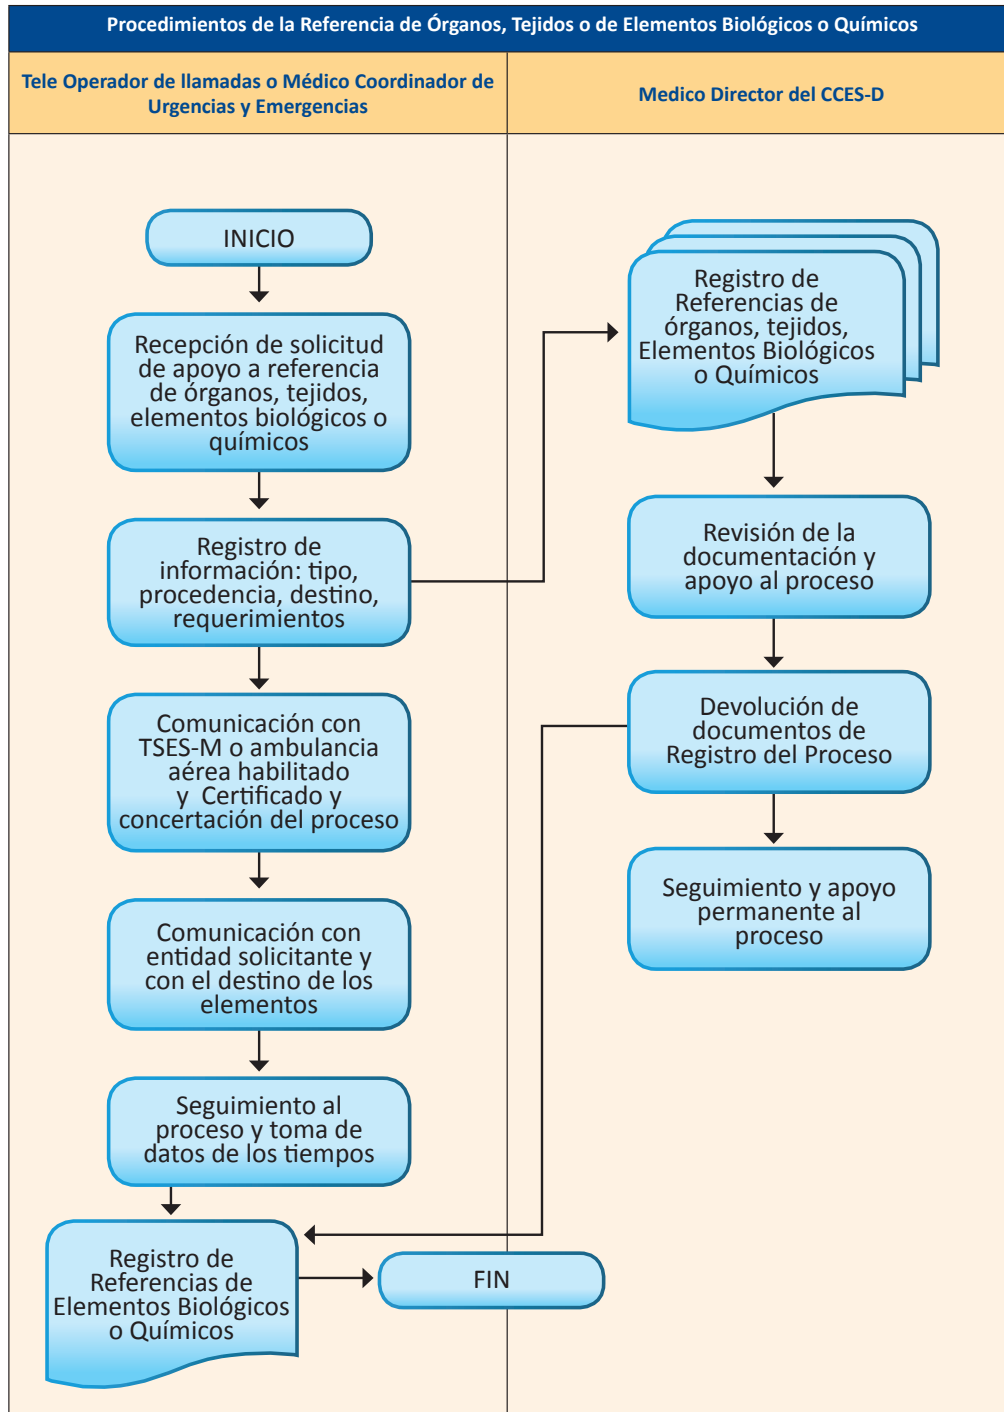 Procedimientos de la Referencia de Órganos, Tejidos o de Elementos Biológicos o Químicos
Tele Operador de llamadas o Médico Coordinador de
Urgencias y Emergencias
Medico Director del CCES-D
INICIO
Recepción de solicitud
de apoyo a referencia
de órganos, tejidos,
elementos biológicos o
químicos
Registro de
información: tipo,
procedencia, destino,
requerimientos
Comunicación con
TSES-M o ambulancia
aérea habilitado
y Certificado y
concertación del proceso
Comunicación con
entidad solicitante y
con el destino de los
elementos
Seguimiento al
proceso y toma de
datos de los tiempos
Registro de
Referencias de
Elementos Biológicos
o Químicos
FIN
Registro de
Referencias de
órganos, tejidos,
Elementos Biológicos
o Químicos
Revisión de la
documentación y
apoyo al proceso
Devolución de
documentos de
Registro del Proceso
Seguimiento y apoyo
permanente al
proceso